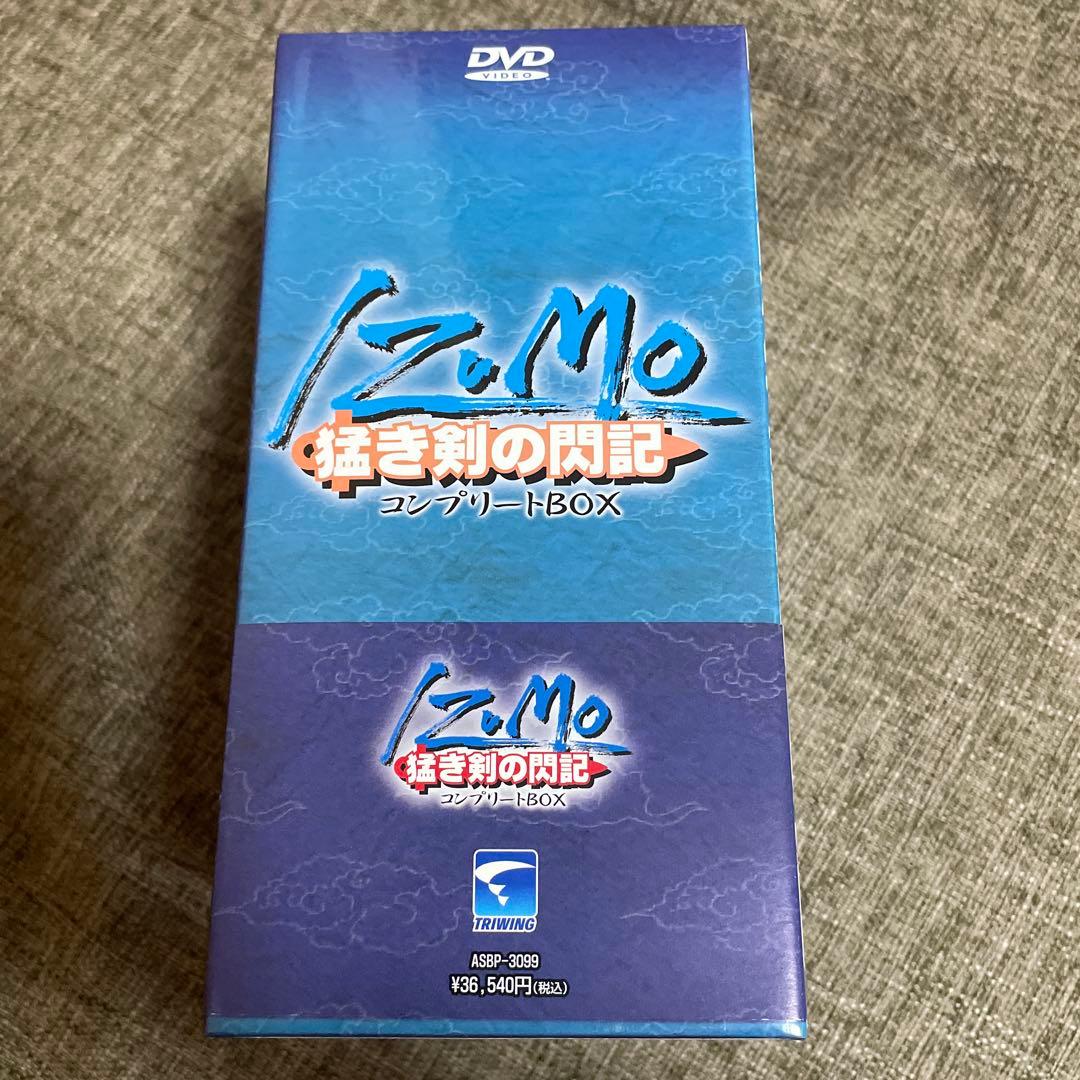 DVD
VIDEO
IZuMo
猛き剣の閃記
コンプリートBOX
IZuMo
猛き剣の閃記
コンプリートBOX
TRIWING
ASBP-3099
¥36,540円(税込)